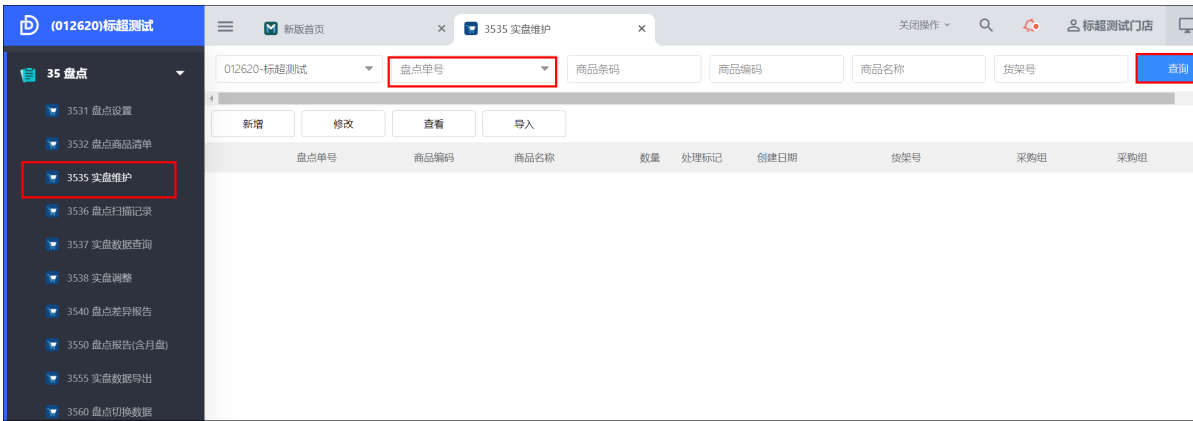 (012620)标超测试
新版首页 × 3535 实盘维护 × 关闭操作 标超测试门店
35 盘点
012620-标超测试 盘点单号 商品条码 商品编码 商品名称 货架号 查询
3531 盘点设置
新增 修改 查看 导入
3532 盘点商品清单
盘点单号 商品编码 商品名称 数量 处理标记 创建日期 货架号 采购组 采购组
3535 实盘维护
3536 盘点扫描记录
3537 实盘数据查询
3538 实盘调整
3540 盘点差异报告
3550 盘点报告(含月盘)
3555 实盘数据导出
3560 盘点切换数据